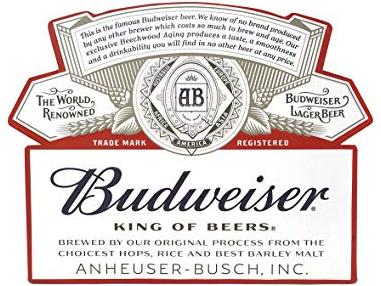 This is the famous Budweiser beer. We know of no brand produced
by any other brewer which costs so much to brew and age. Our
exclusive Beechwood Aging produces a taste, a smoothness
and a drinkability you will find in no other beer at any price.
THE WORLD
RENOWNED
AB
BUDWEISER
LAGER BEER
AMERICA
TRADE MARK
REGISTERED
Budweiser®
KING OF BEERS®
BREWED BY OUR ORIGINAL PROCESS FROM THE
CHOICEST HOPS, RICE AND BEST BARLEY MALT
ANHEUSER-BUSCH, INC.